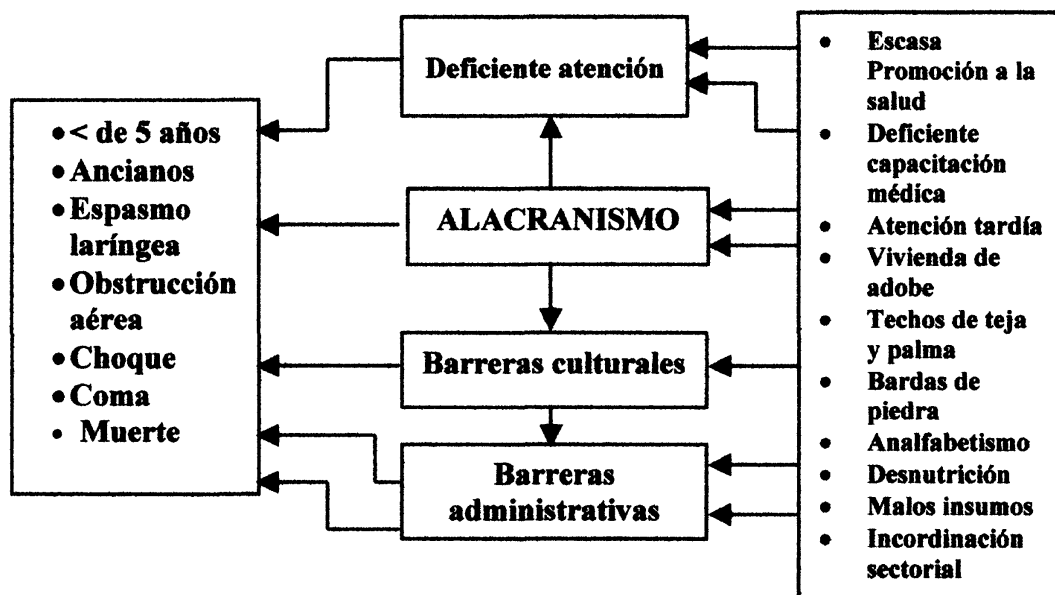 • < de 5 años
• Ancianos
• Espasmo
laríngea
• Obstrucción
aérea
• Choque
• Coma
• Muerte
Deficiente atención
ALACRANISMO
Barreras culturales
Barreras
administrativas
• Escasa
Promoción a la
salud
• Deficiente
capacitación
médica
• Atención tardía
• Vivienda de
adobe
• Techos de teja
y palma
• Bardas de
piedra
• Analfabetismo
• Desnutrición
• Malos insumos
• Incordinación
sectorial